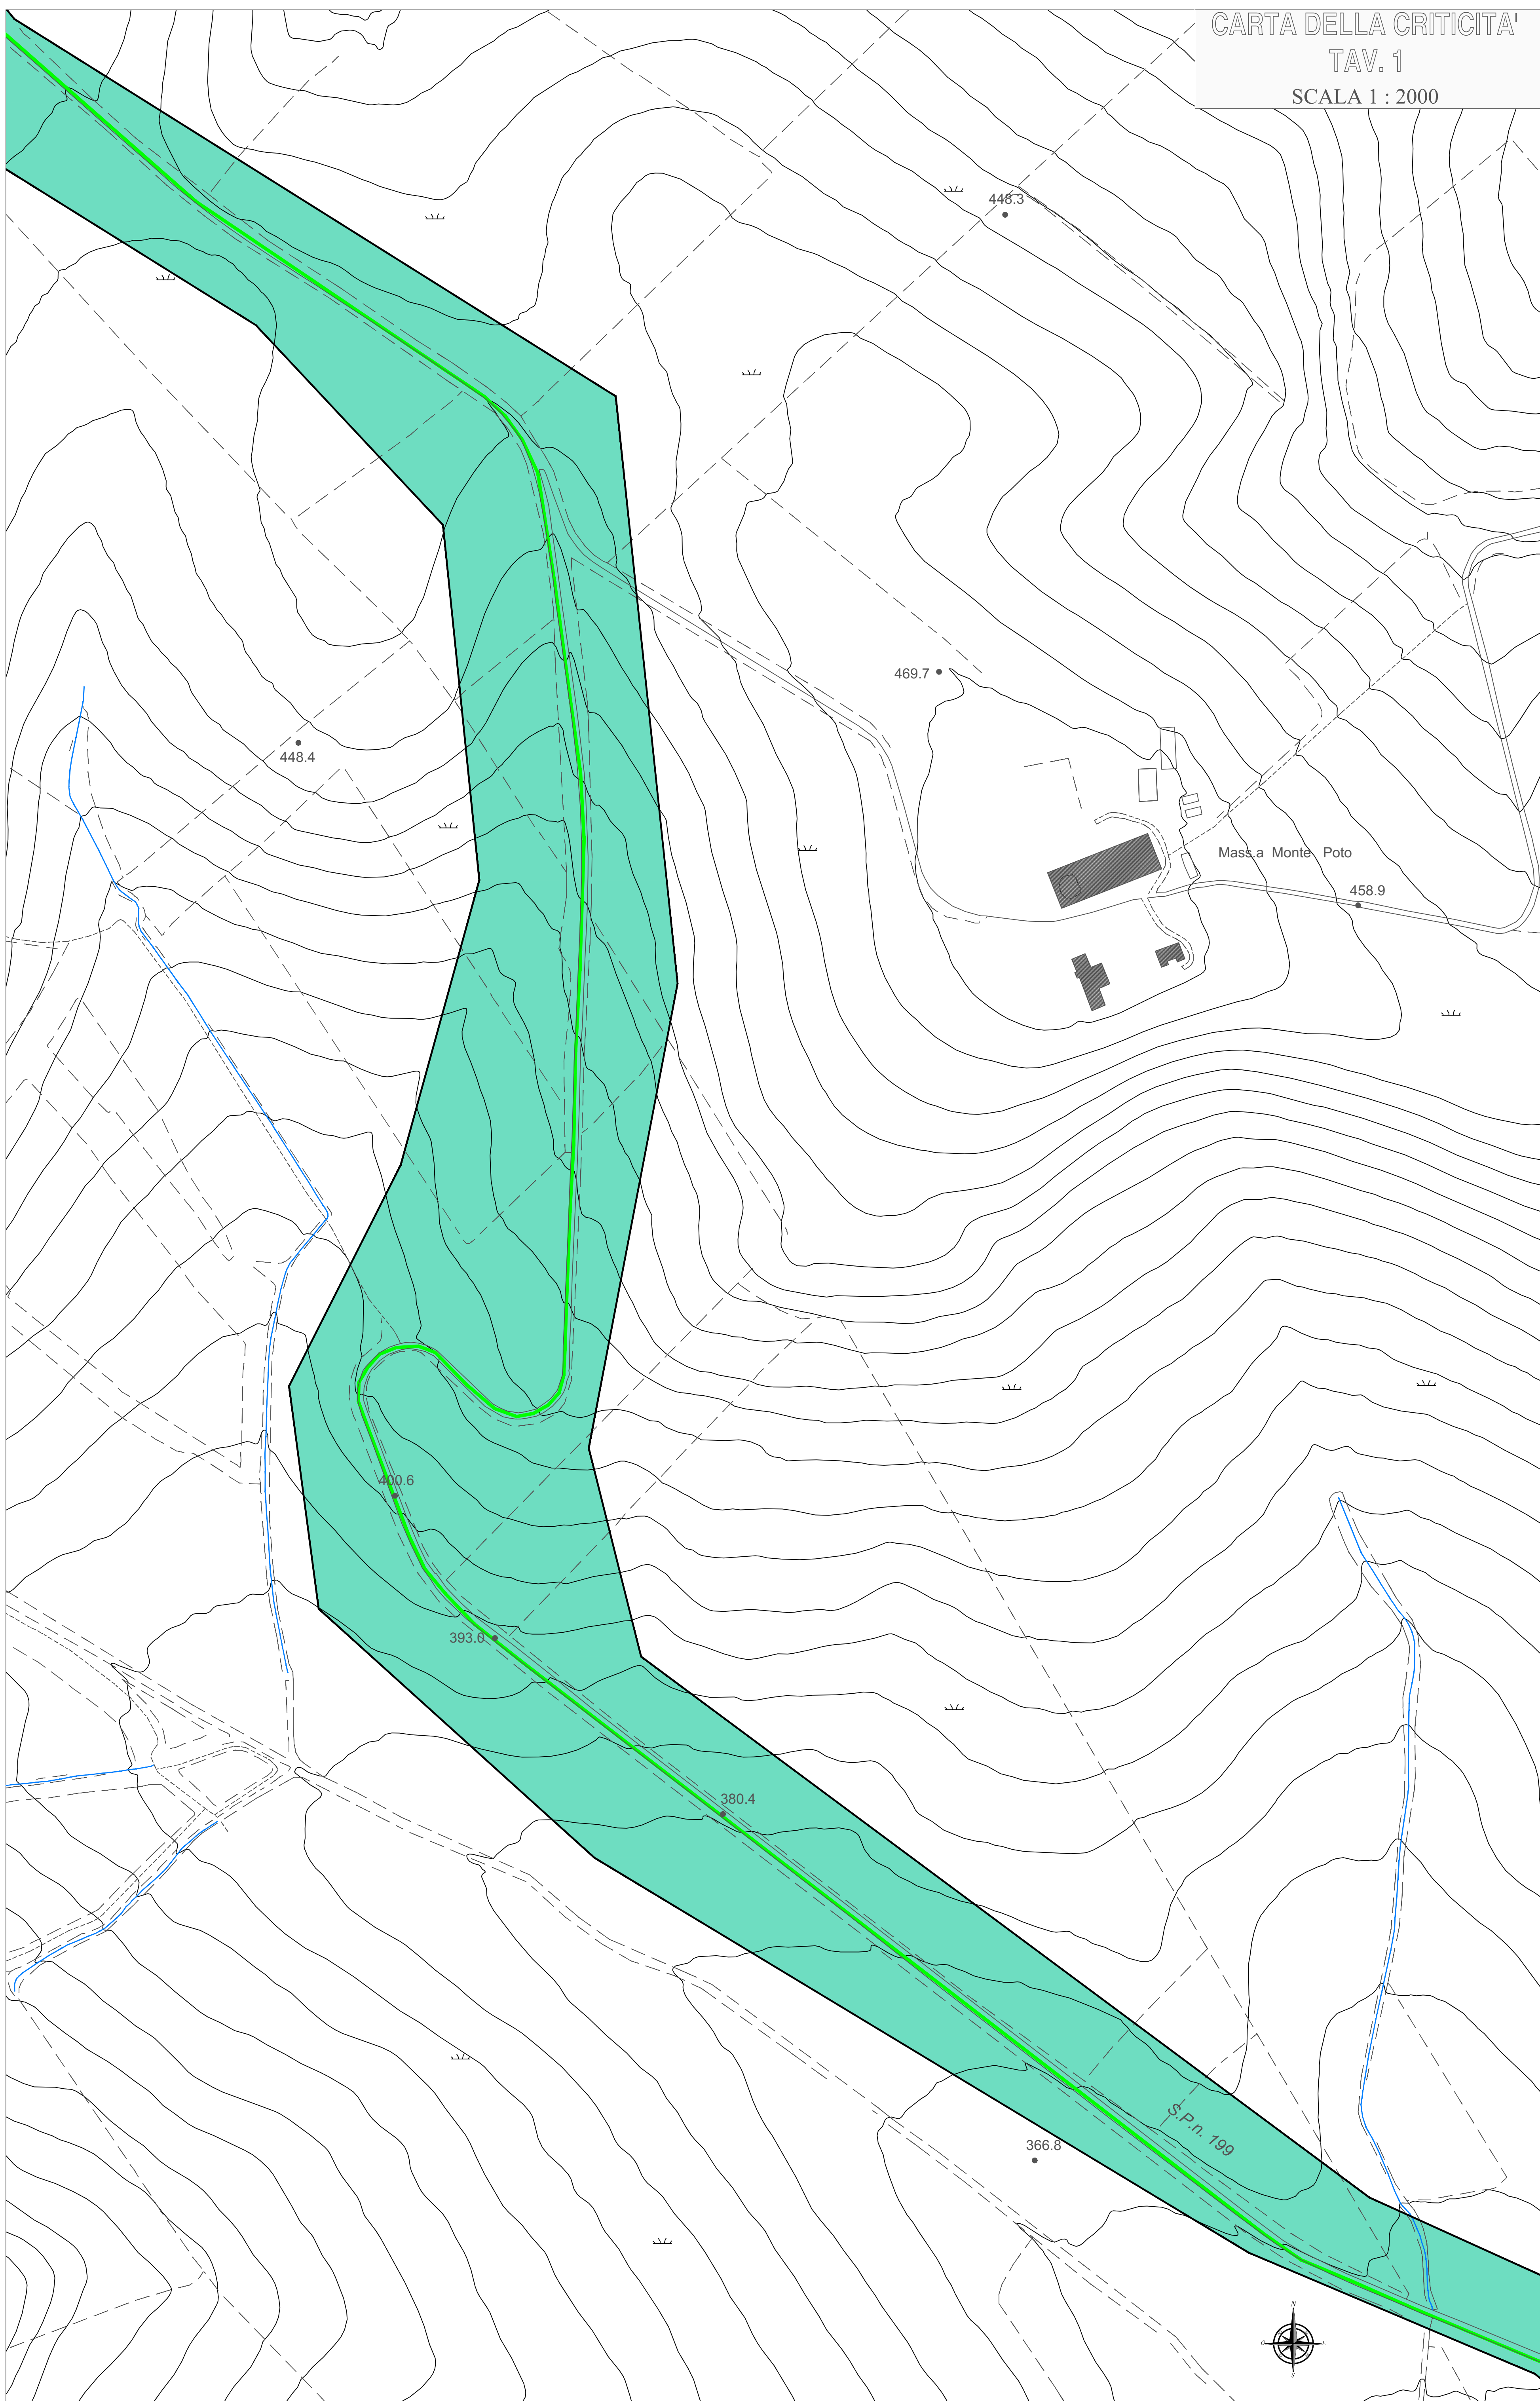 CARTA DELLA CRITICITA'
TAV. 1
SCALA 1 : 2000
448.3
469.7
448.4
Mass.a Monte Poto
458.9
400.6
393.0
380.4
S.P.n. 199
366.8
N
O E
S